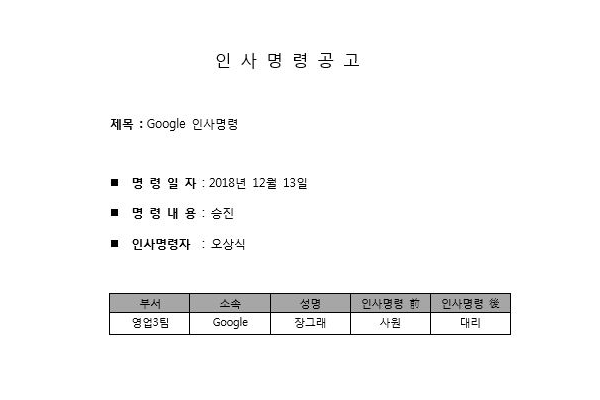 인 사 명 령 공 고
제목 : Google 인사명령
■ 명 령 일 자 : 2018년 12월 13일
■ 명 령 내 용 : 승진
■ 인사명령자 : 오상식
부서 소속 성명 인사명령 前 인사명령 後
영업3팀 Google 장그래 사원 대리